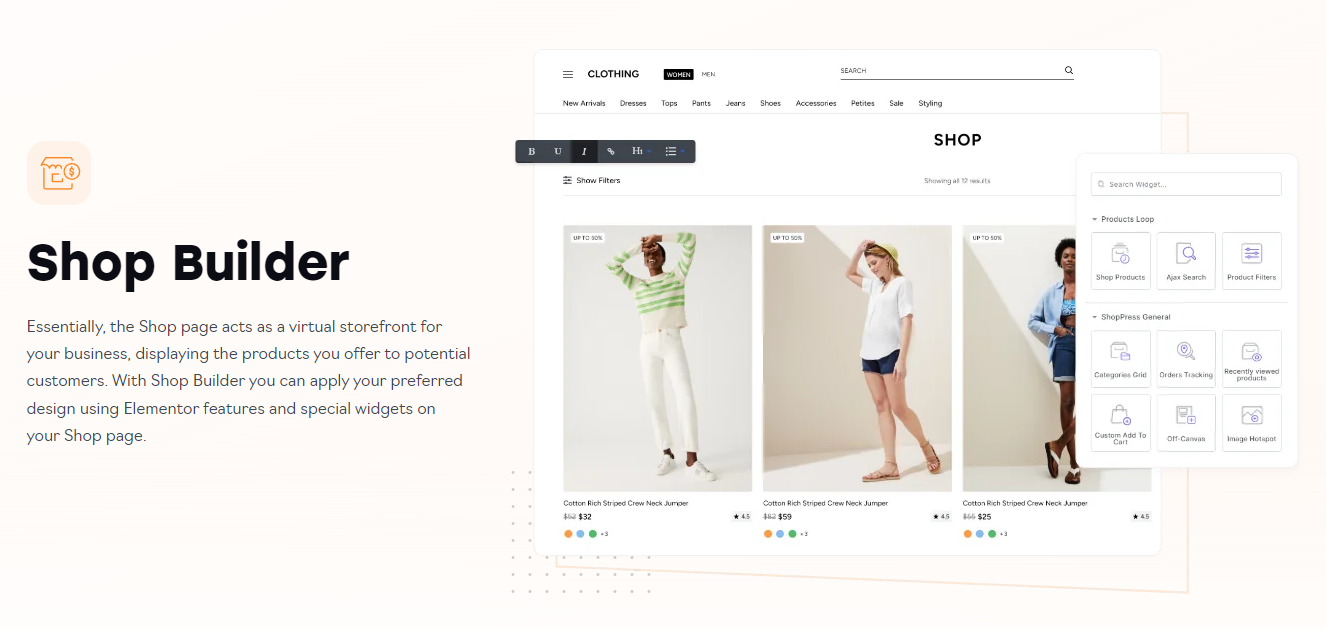 Shop Builder
Essentially, the Shop page acts as a virtual storefront for
your business, displaying the products you offer to potential
customers. With Shop Builder you can apply your preferred
design using Elementor features and special widgets on
your Shop page.
CLOTHING WOMEN MEN SEARCH
New Arrivals Dresses Tops Pants Jeans Shoes Accessories Petites Sale Styling
SHOP
B U I H1
Show Filters Showing all 12 results
UP TO 50% UP TO 50% UP TO 50%
Cotton Rich Striped Crew Neck Jumper Cotton Rich Striped Crew Neck Jumper Cotton Rich Striped Crew Neck Jumper
$52 $32 ★ 4.5 $82 $59 ★ 4.5 $55 $25 ★ 4.5
+3 +3 +3
Search Widget...
Products Loop
Shop Products Ajax Search Product Filters
ShopPress General
Categories Grid Orders Tracking Recently viewed
products
Custom Add To
Cart Off-Canvas Image Hotspot